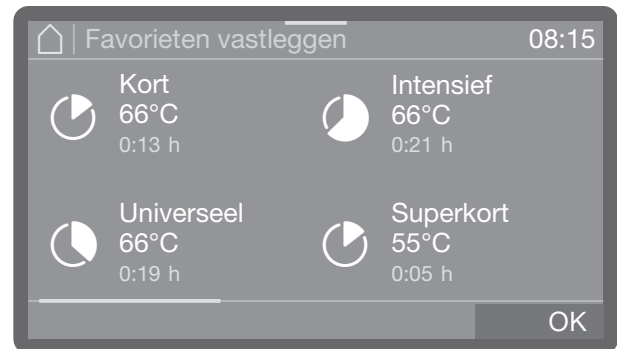 Favorieten vastleggen 08:15
Kort
66°C
0:13 h
Intensief
66°C
0:21 h
Universeel
66°C
0:19 h
Superkort
55°C
0:05 h
OK